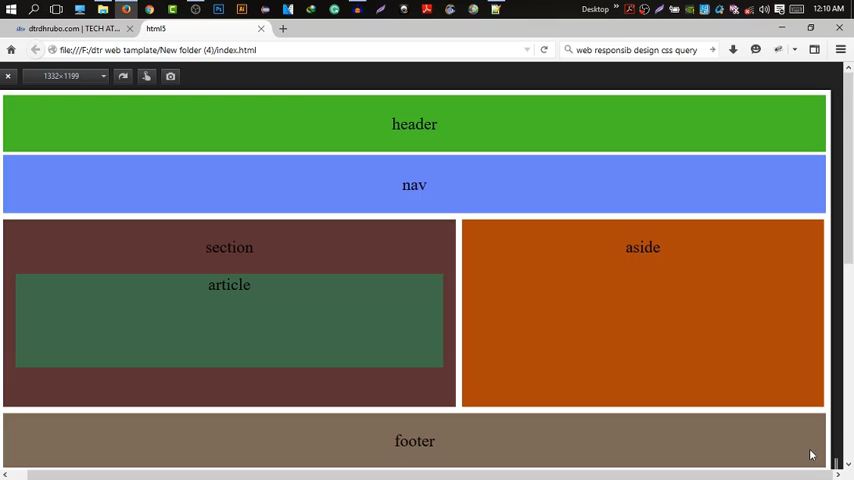 Desktop
12:10 AM
dtrdhrubo.com | TECH AT...
html5
file:///F:/dtr web tamplate/New folder (4)/index.html
web responsib design css query
1332×1199
header
nav
section
aside
article
footer